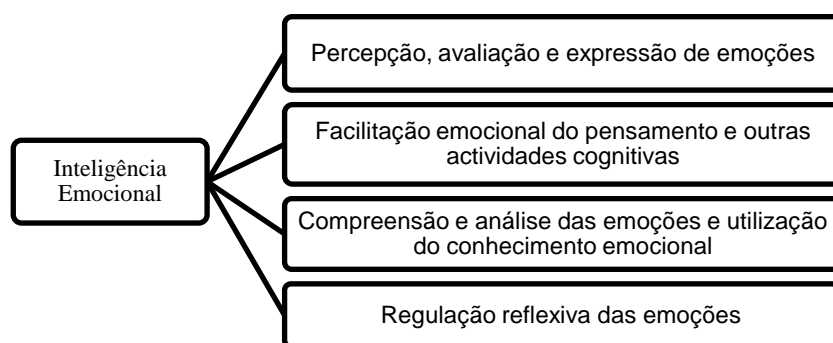 Percepção, avaliação e expressão de emoções
Facilitação emocional do pensamento e outras
actividades cognitivas
Inteligência
Emocional
Compreensão e análise das emoções e utilização
do conhecimento emocional
Regulação reflexiva das emoções